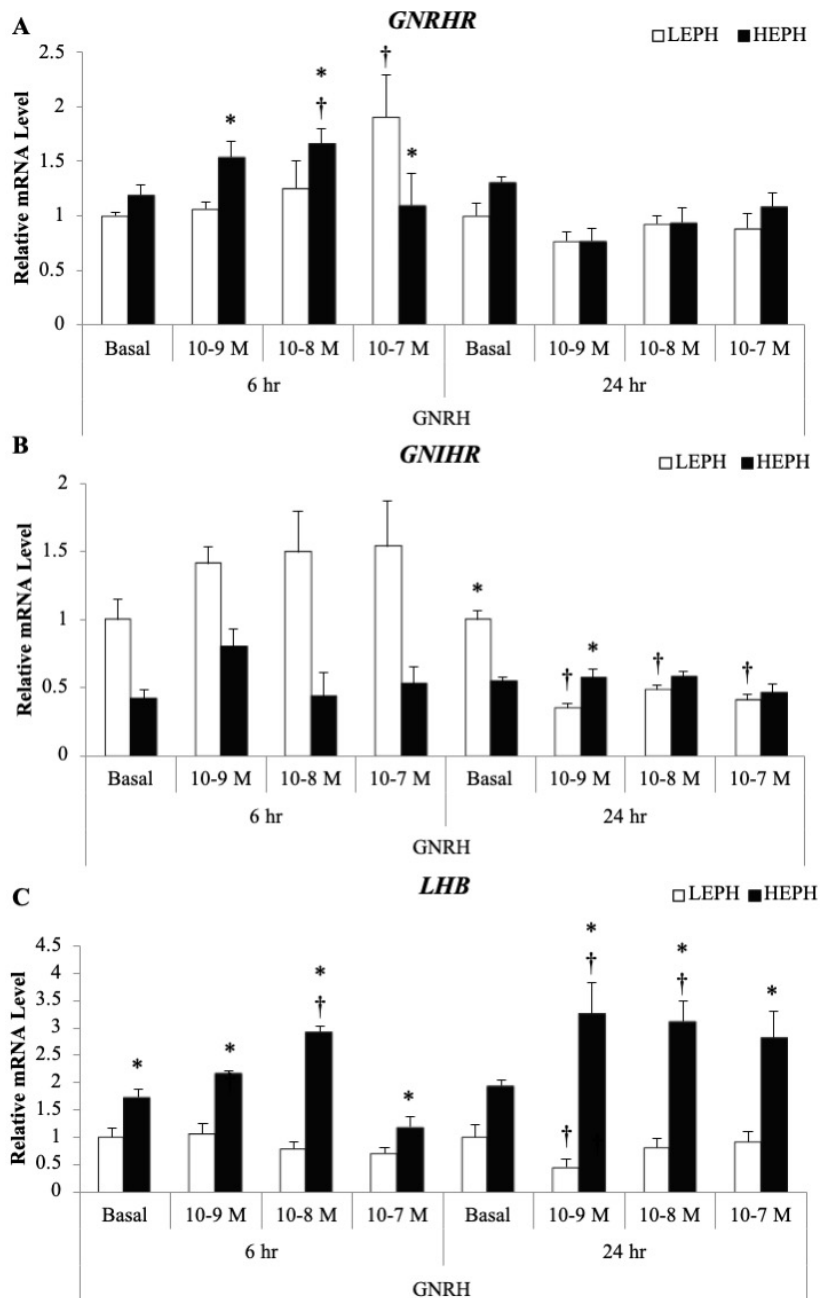 A
GNRHR
LEPH HEPH
Relative mRNA Level
2.5
2
1.5
1
0.5
0
†
*
†
*
*
Basal 10-9 M 10-8 M 10-7 M Basal 10-9 M 10-8 M 10-7 M
6 hr 24 hr
GNRH
B
GNIHR
LEPH HEPH
Relative mRNA Level
2
1.5
1
0.5
0
*
† * † †
Basal 10-9 M 10-8 M 10-7 M Basal 10-9 M 10-8 M 10-7 M
6 hr 24 hr
GNRH
C
LHB
LEPH HEPH
Relative mRNA Level
4.5
4
3.5
3
2.5
2
1.5
1
0.5
0
* *
† †
*
*
†
* *
*
†
Basal 10-9 M 10-8 M 10-7 M Basal 10-9 M 10-8 M 10-7 M
6 hr 24 hr
GNRH